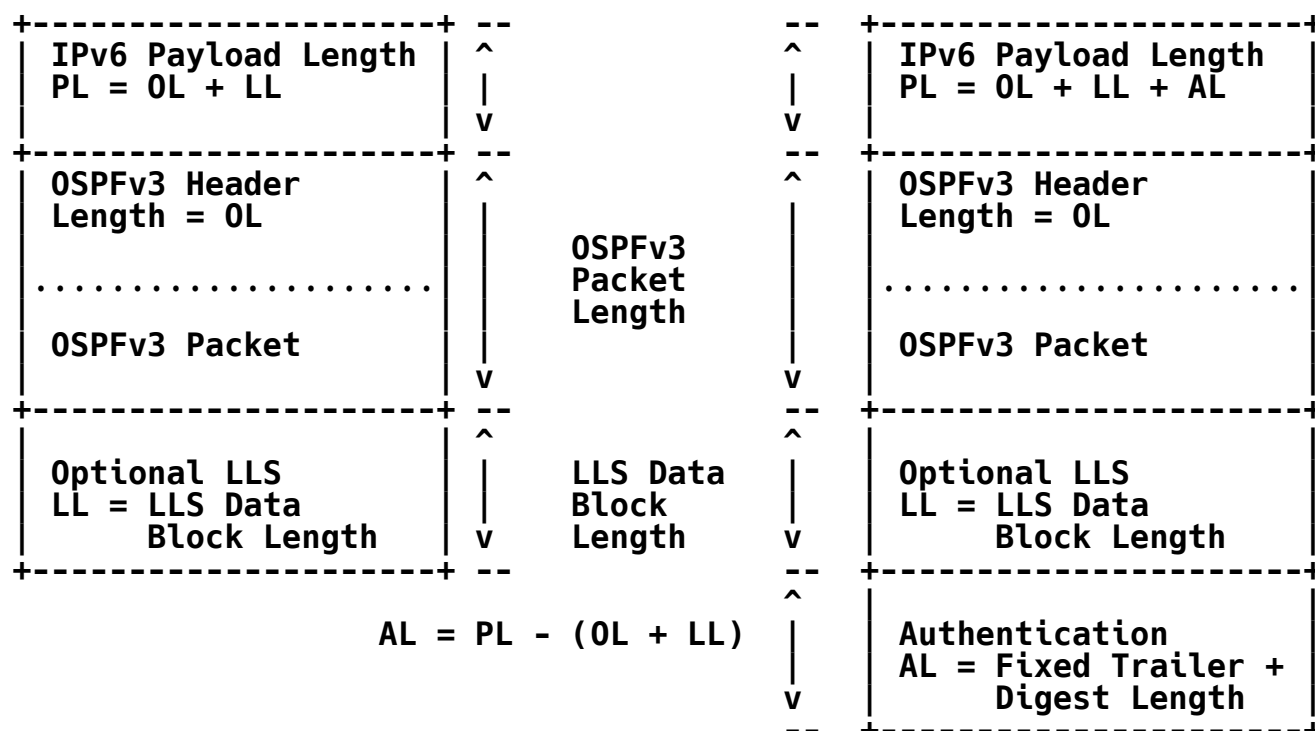 +---------------------+ --              --  +----------------------+
| IPv6 Payload Length | ^               ^   | IPv6 Payload Length  |
| PL = OL + LL        | |               |   | PL = OL + LL + AL    |
|                     | v               v   |                      |
+---------------------+ --              --  +----------------------+
| OSPFv3 Header       | ^               ^   | OSPFv3 Header        |
| Length = OL         | |               |   | Length = OL          |
|                     | |    OSPFv3     |   |                      |
|.....................| |    Packet     |   |......................|
|                     | |    Length     |   |                      |
| OSPFv3 Packet       | |               |   | OSPFv3 Packet        |
|                     | v               v   |                      |
+---------------------+ --              --  +----------------------+
|                     | ^               ^   |                      |
| Optional LLS        | |    LLS Data   |   | Optional LLS         |
| LL = LLS Data       | |    Block      |   | LL = LLS Data        |
|      Block Length   | v    Length     v   |      Block Length    |
+---------------------+ --              --  +----------------------+
                                        ^   |                      |
                   AL = PL - (OL + LL)  |   | Authentication       |
                                        |   | AL = Fixed Trailer + |
                                        v   |      Digest Length   |
                                        --  +----------------------+